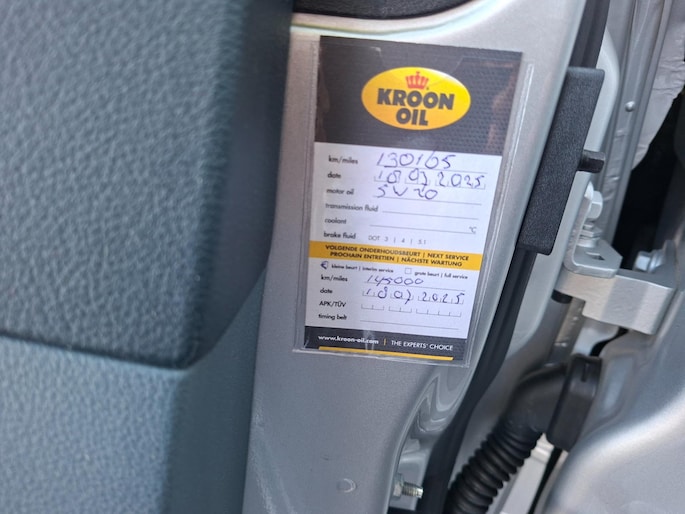 KROON
OIL
km/miles 130165
date 18 07 2025
motor oil 5W20
transmission fluid
coolant °C
brake fluid DOT 3 | 4 | 5.1
VOLGENDE ONDERHOUDSBEURT | NEXT SERVICE
PROCHAIN ENTRETIEN | NÄCHSTE WARTUNG
kleine beurt | interim service grote beurt | full service
km/miles 145000
date 18 07 2025
APK/TÜV
timing belt
www.kroon-oil.com | THE EXPERTS' CHOICE